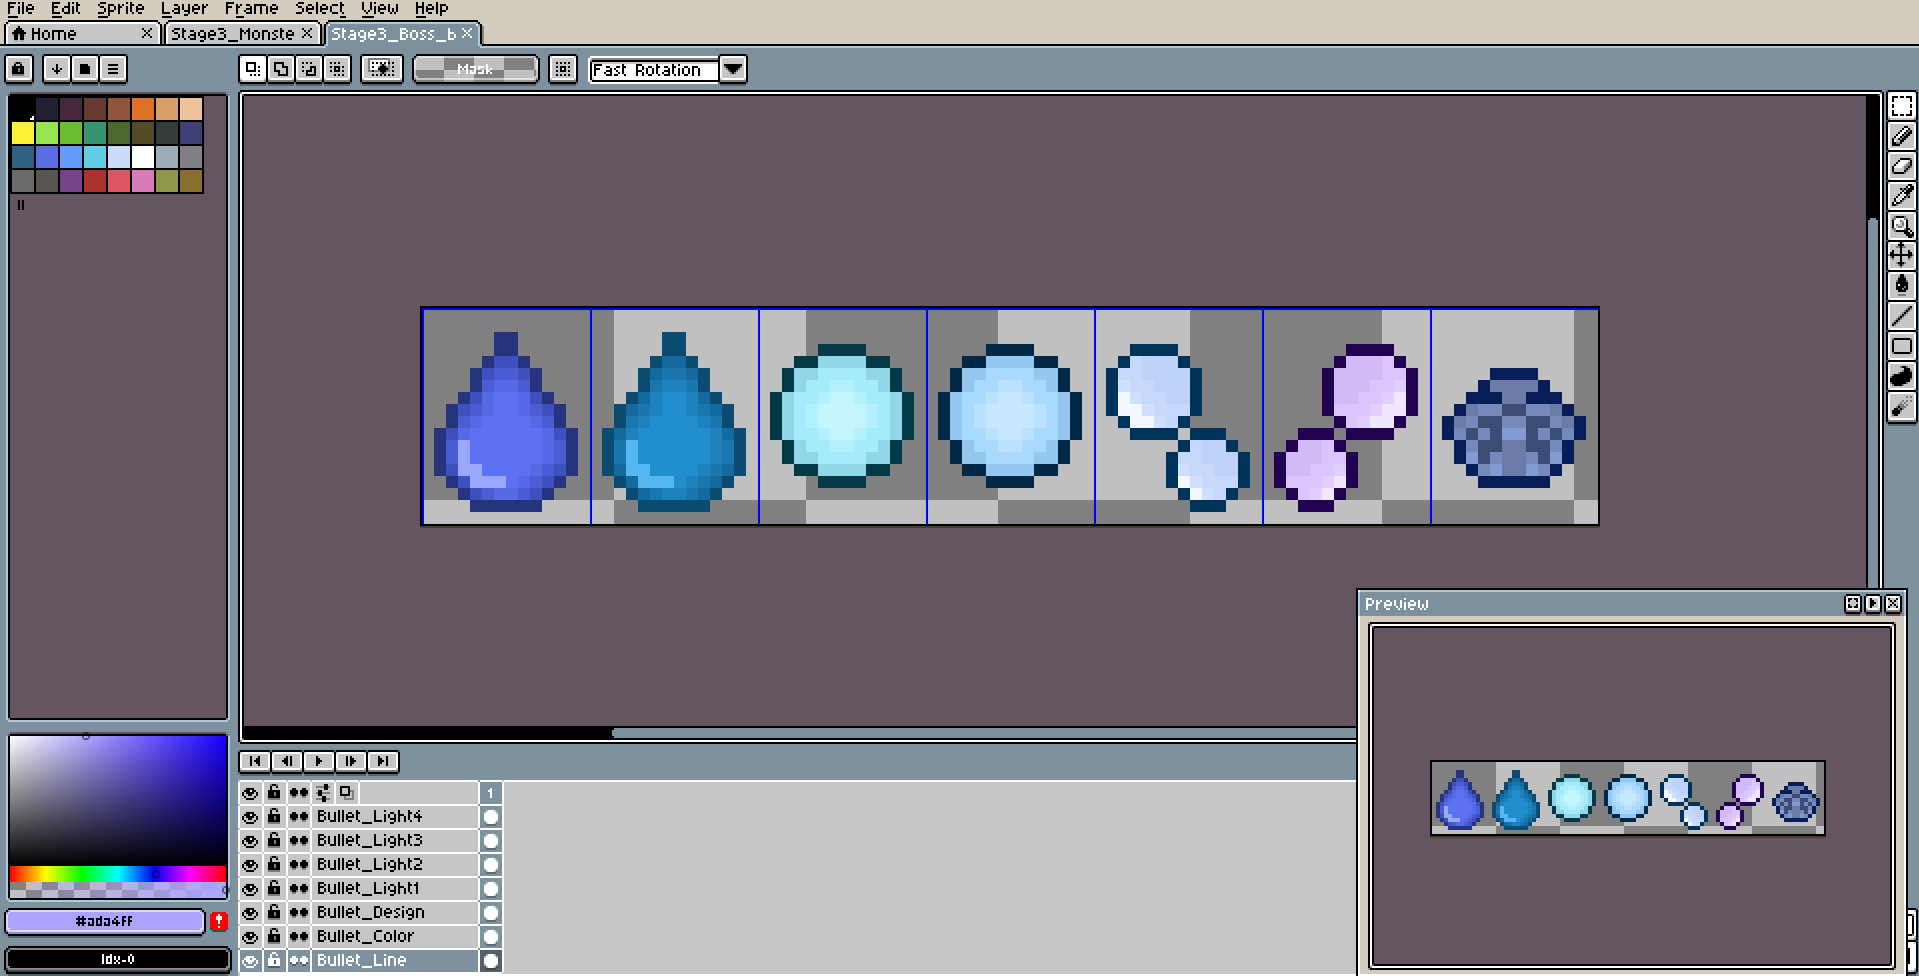 File Edit Sprite Layer Frame Select View Help
Home Stage3_Monste Stage3_Boss_b
Mask Fast Rotation
Preview
1
Bullet_Light4
Bullet_Light3
Bullet_Light2
Bullet_Light1
Bullet_Design
Bullet_Color
Bullet_Line
#ada4ff
Idx-0